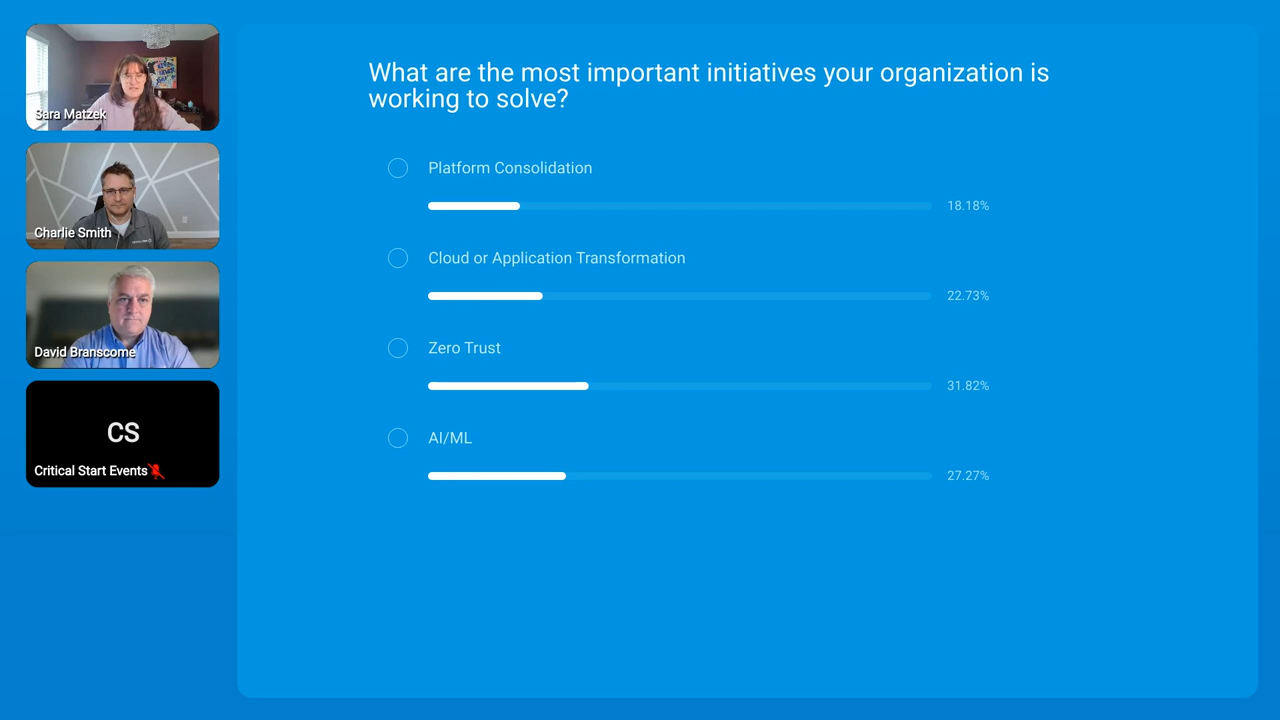 Sara Matzek
Charlie Smith
David Branscome
CS
Critical Start Events
What are the most important initiatives your organization is
working to solve?
Platform Consolidation
18.18%
Cloud or Application Transformation
22.73%
Zero Trust
31.82%
AI/ML
27.27%